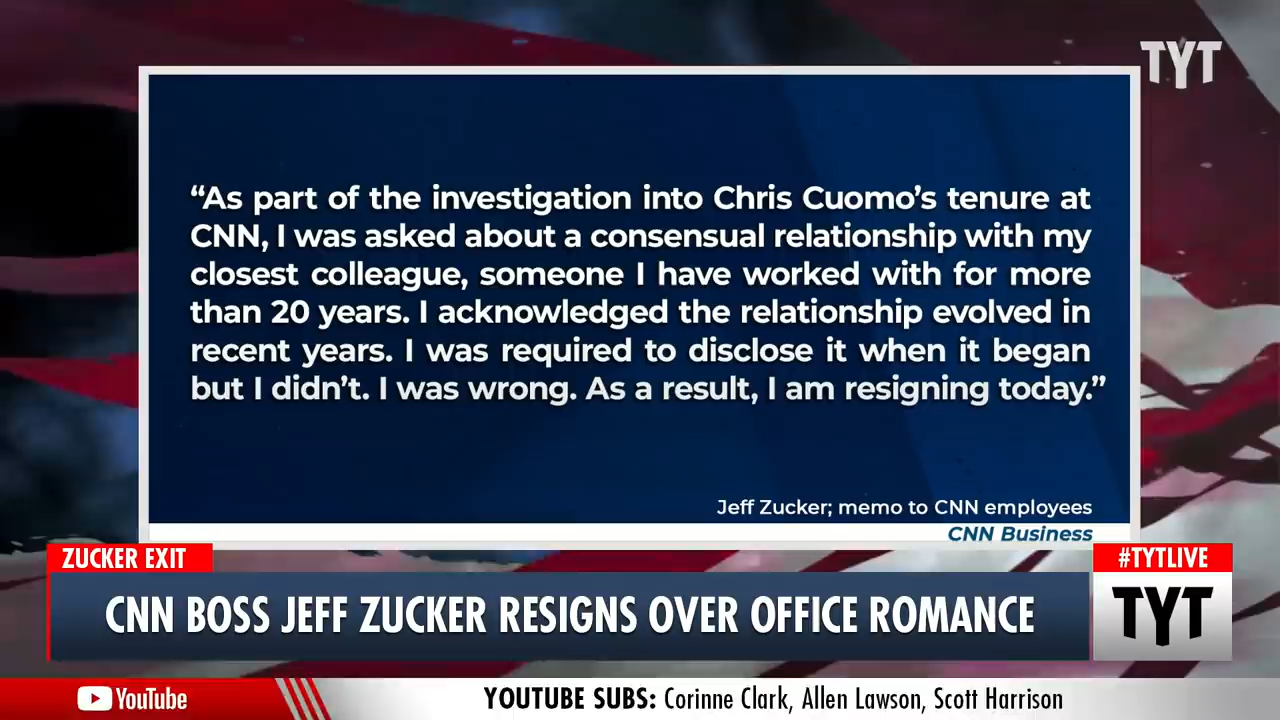 TYT
“As part of the investigation into Chris Cuomo’s tenure at
CNN, I was asked about a consensual relationship with my
closest colleague, someone I have worked with for more
than 20 years. I acknowledged the relationship evolved in
recent years. I was required to disclose it when it began
but I didn’t. I was wrong. As a result, I am resigning today.”
Jeff Zucker; memo to CNN employees
CNN Business
ZUCKER EXIT
#TYTLIVE
CNN BOSS JEFF ZUCKER RESIGNS OVER OFFICE ROMANCE
TYT
YouTube
YOUTUBE SUBS: Corinne Clark, Allen Lawson, Scott Harrison